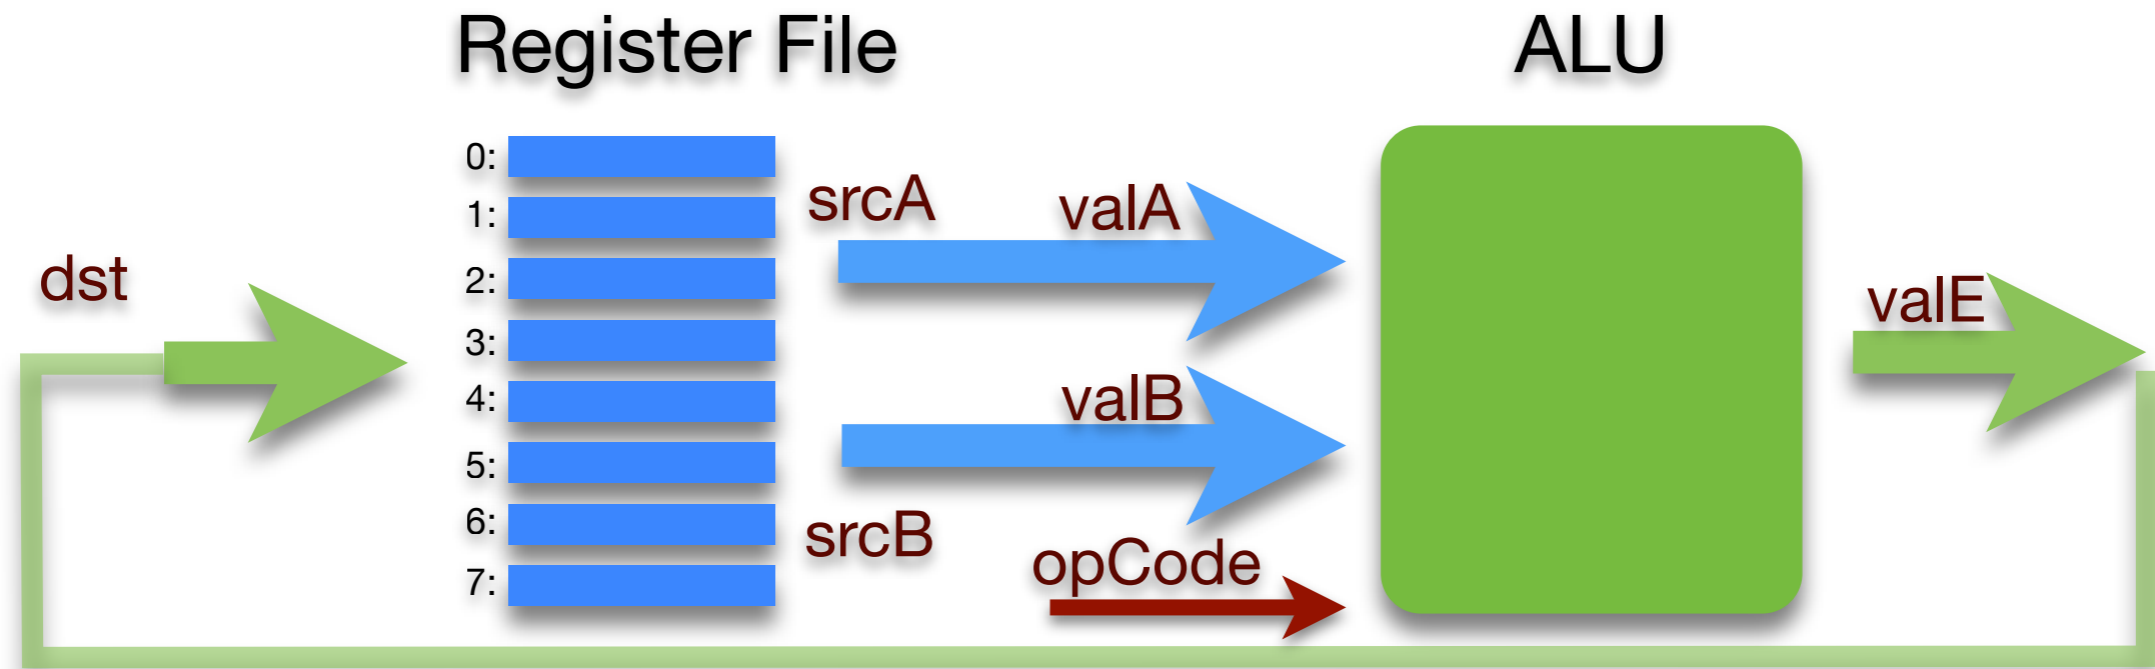 Register File
ALU
0:
1:
2:
3:
4:
5:
6:
7:
dst
srcA
valA
valB
srcB
opCode
valE